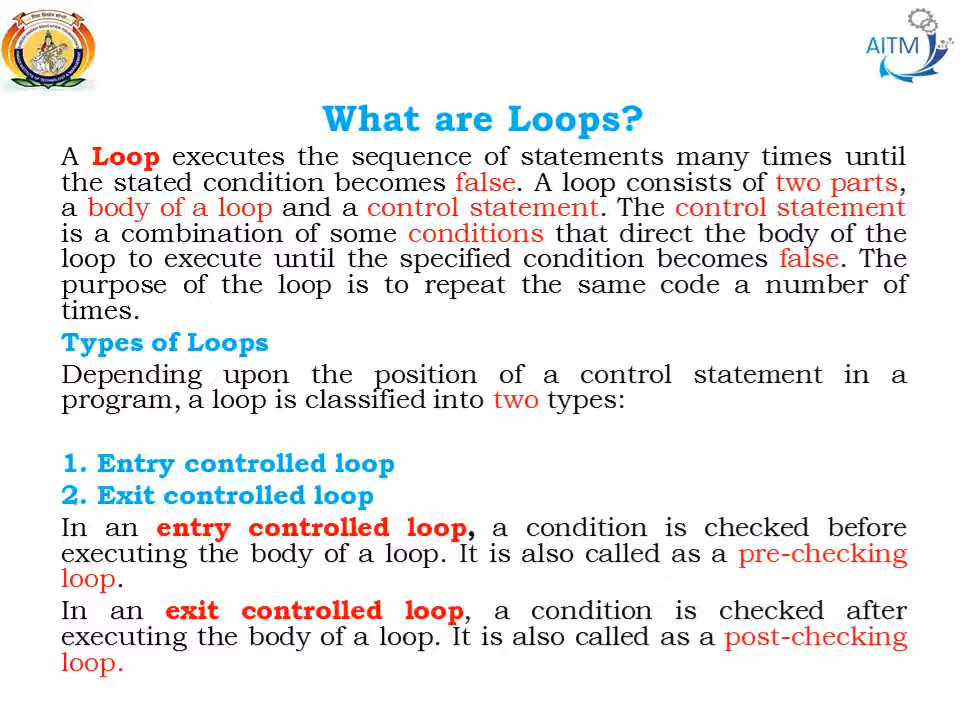 AITM
What are Loops?
A Loop executes the sequence of statements many times until
the stated condition becomes false. A loop consists of two parts,
a body of a loop and a control statement. The control statement
is a combination of some conditions that direct the body of the
loop to execute until the specified condition becomes false. The
purpose of the loop is to repeat the same code a number of
times.
Types of Loops
Depending upon the position of a control statement in a
program, a loop is classified into two types:
1. Entry controlled loop
2. Exit controlled loop
In an entry controlled loop, a condition is checked before
executing the body of a loop. It is also called as a pre-checking
loop.
In an exit controlled loop, a condition is checked after
executing the body of a loop. It is also called as a post-checking
loop.